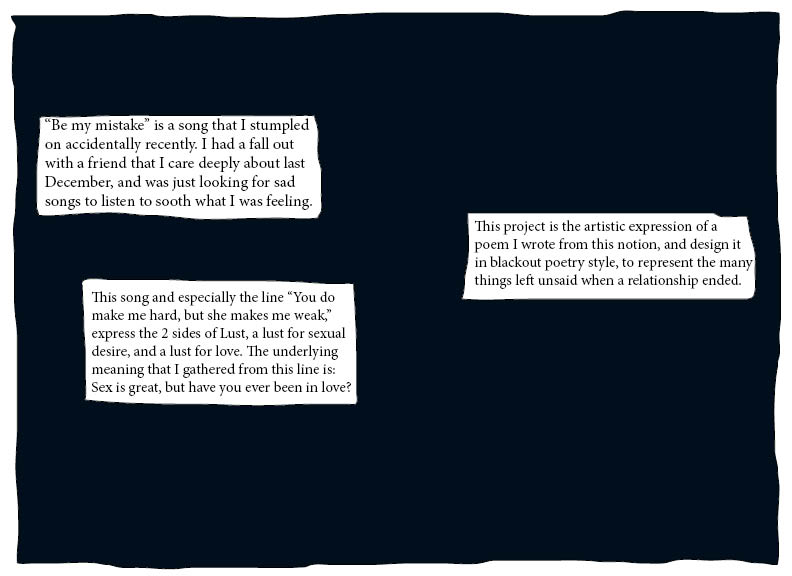 “Be my mistake” is a song that I stumpled
on accidentally recently. I had a fall out
with a friend that I care deeply about last
December, and was just looking for sad
songs to listen to sooth what I was feeling.
This song and especially the line “You do
make me hard, but she makes me weak,”
express the 2 sides of Lust, a lust for sexual
desire, and a lust for love. The underlying
meaning that I gathered from this line is:
Sex is great, but have you ever been in love?
This project is the artistic expression of a
poem I wrote from this notion, and design it
in blackout poetry style, to represent the many
things left unsaid when a relationship ended.